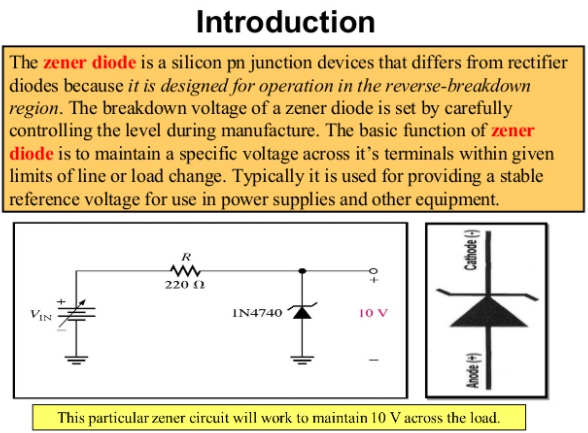 Introduction
The zener diode is a silicon pn junction devices that differs from rectifier
diodes because it is designed for operation in the reverse-breakdown
region. The breakdown voltage of a zener diode is set by carefully
controlling the level during manufacture. The basic function of zener
diode is to maintain a specific voltage across it’s terminals within given
limits of line or load change. Typically it is used for providing a stable
reference voltage for use in power supplies and other equipment.
R
220 Ω
+
VIN
−
1N4740
+
10 V
−
Cathode (-)
Anode (+)
This particular zener circuit will work to maintain 10 V across the load.